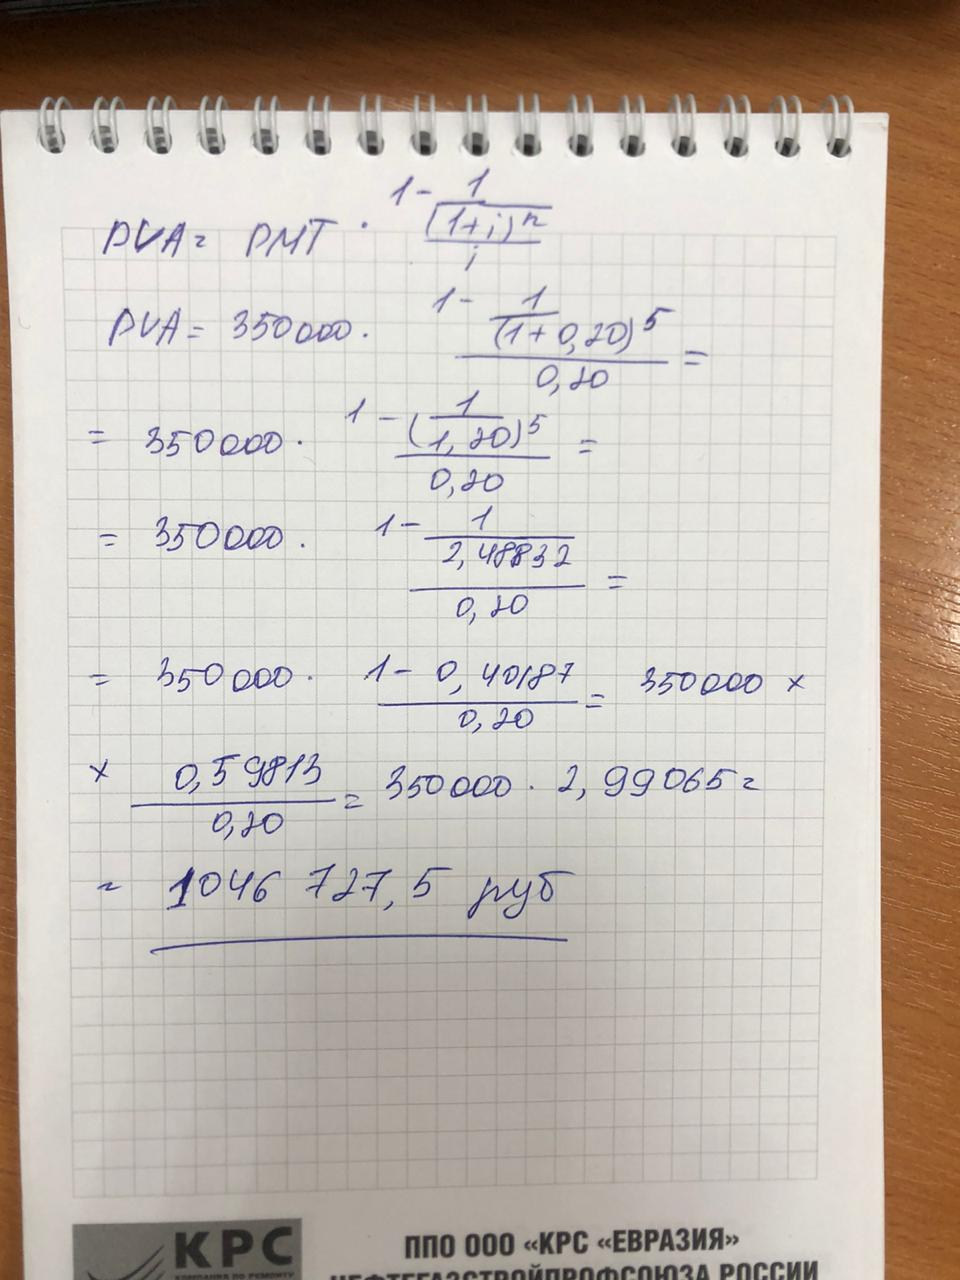 PVA = PMT · (1 - 1/(1+i)^n)/i
PVA = 350000 · (1 - 1/(1+0,20)^5)/0,20 =
= 350000 · (1 - (1/1,20)^5)/0,20 =
= 350000 · (1 - 1/2,48832)/0,20 =
= 350000 · (1 - 0,40187)/0,20 = 350000 ×
× 0,59813/0,20 = 350000 · 2,99065 =
= 1046 727,5 руб
КРС
ППО ООО «КРС «ЕВРАЗИЯ»
НЕФТЕГАЗСТРОЙПРОФСОЮЗА РОССИИ